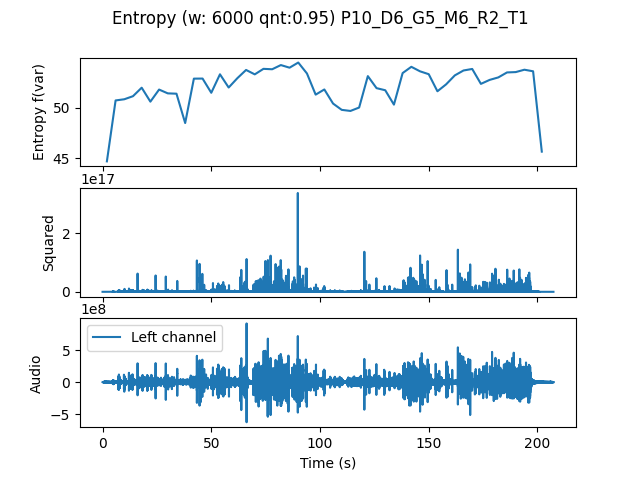 Entropy (w: 6000 qnt:0.95) P10_D6_G5_M6_R2_T1
Entropy f(var)
50
45
1e17
Squared
2
0
1e8
Left channel
Audio
5
0
−5
0
50
100
150
200
Time (s)